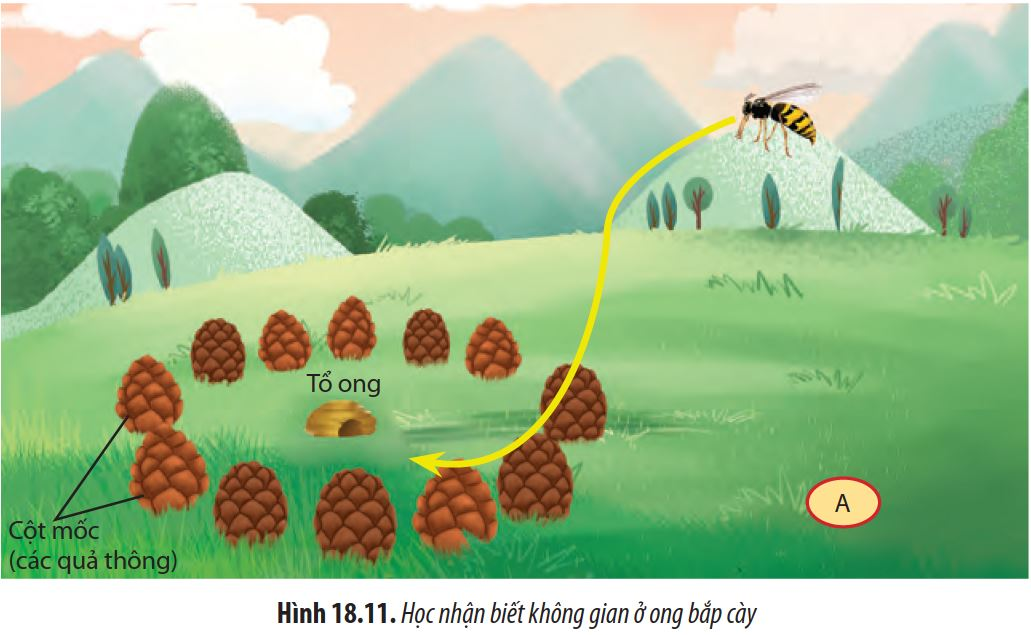 Tổ ong
A
Cột mốc
(các quả thông)
Hình 18.11. Học nhận biết không gian ở ong bắp cày